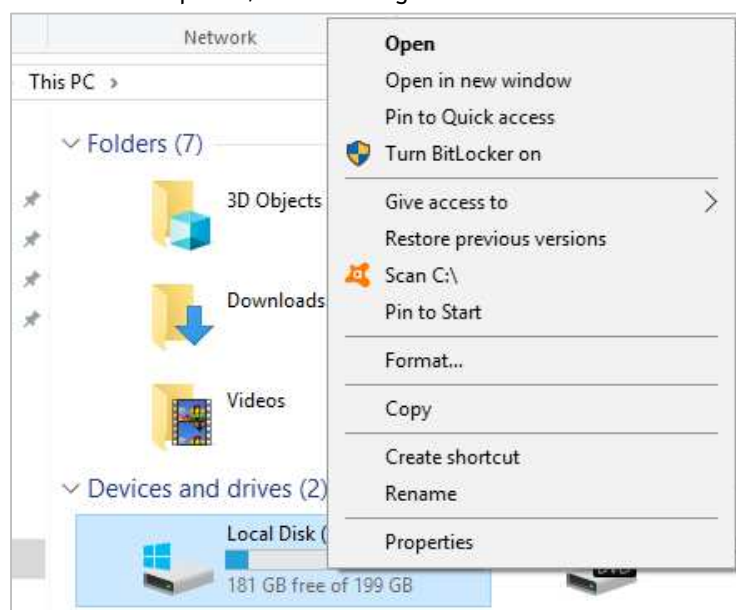 Network
This PC >
Folders (7)
3D Objects
Downloads
Videos
Devices and drives (2)
Local Disk (
181 GB free of 199 GB
Open
Open in new window
Pin to Quick access
Turn BitLocker on
Give access to
Restore previous versions
Scan C:\
Pin to Start
Format...
Copy
Create shortcut
Rename
Properties